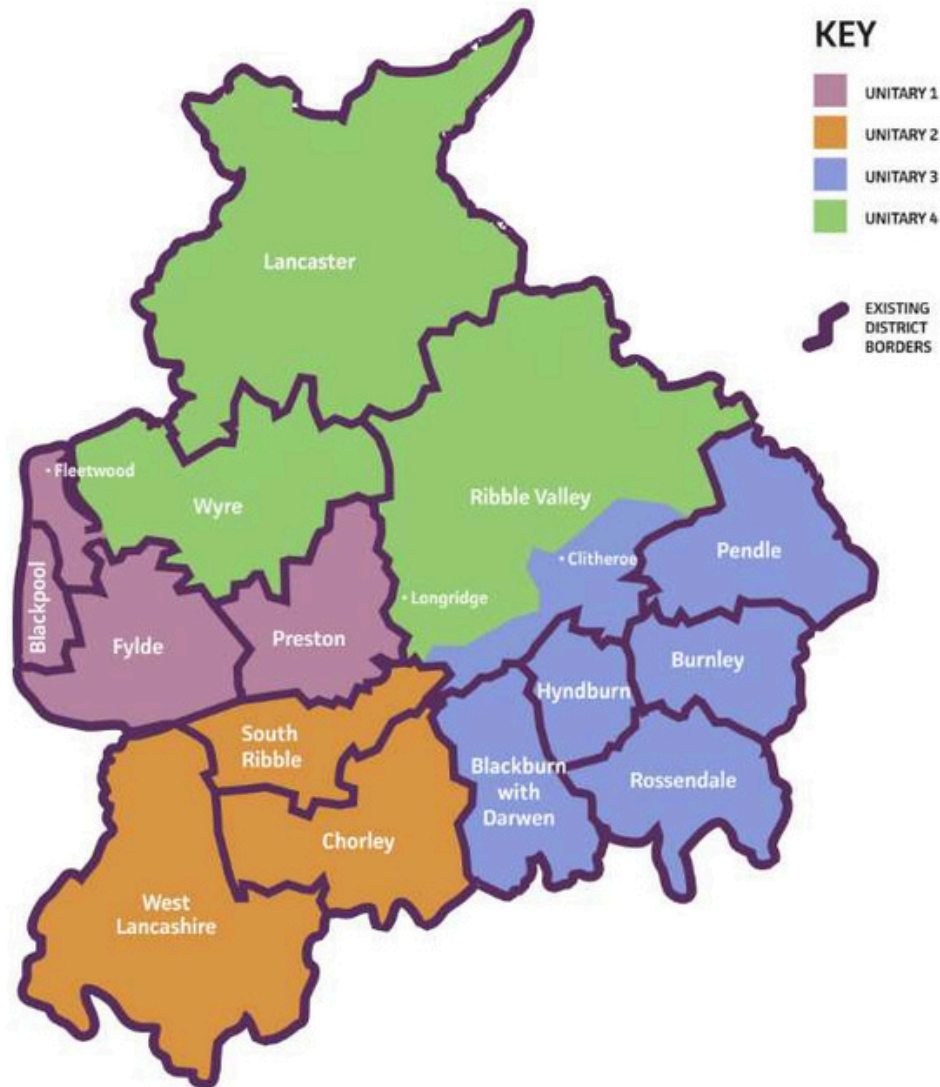 KEY
UNITARY 1
UNITARY 2
UNITARY 3
UNITARY 4
EXISTING
DISTRICT
BORDERS
Lancaster
Fleetwood
Wyre
Ribble Valley
Clitheroe
Pendle
Blackpool
Fylde
Preston
Longridge
Burnley
Hyndburn
South
Ribble
Blackburn
with
Darwen
Rossendale
Chorley
West
Lancashire